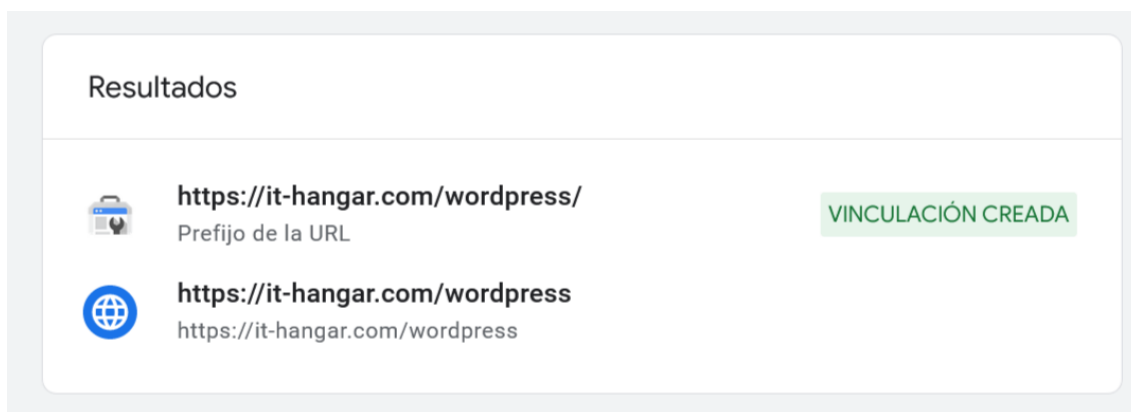 Resultados
https://it-hangar.com/wordpress/
Prefijo de la URL
VINCULACIÓN CREADA
https://it-hangar.com/wordpress
https://it-hangar.com/wordpress